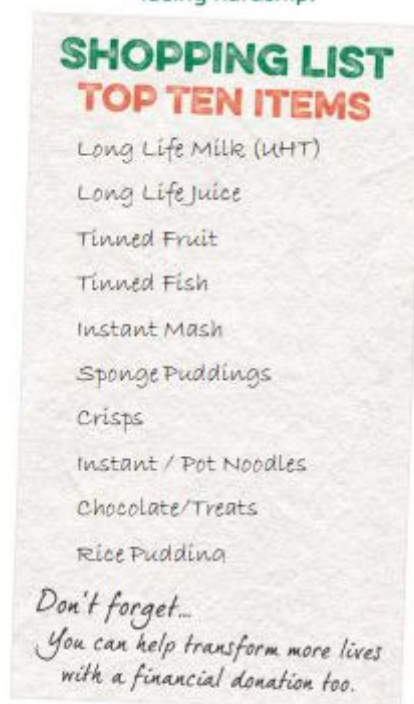 facing hardship.
SHOPPING LIST
TOP TEN ITEMS
Long Life Milk (UHT)
Long Life Juice
Tinned Fruit
Tinned Fish
Instant Mash
Sponge Puddings
Crisps
Instant / Pot Noodles
Chocolate/Treats
Rice Pudding
Don't forget...
You can help transform more lives
with a financial donation too.